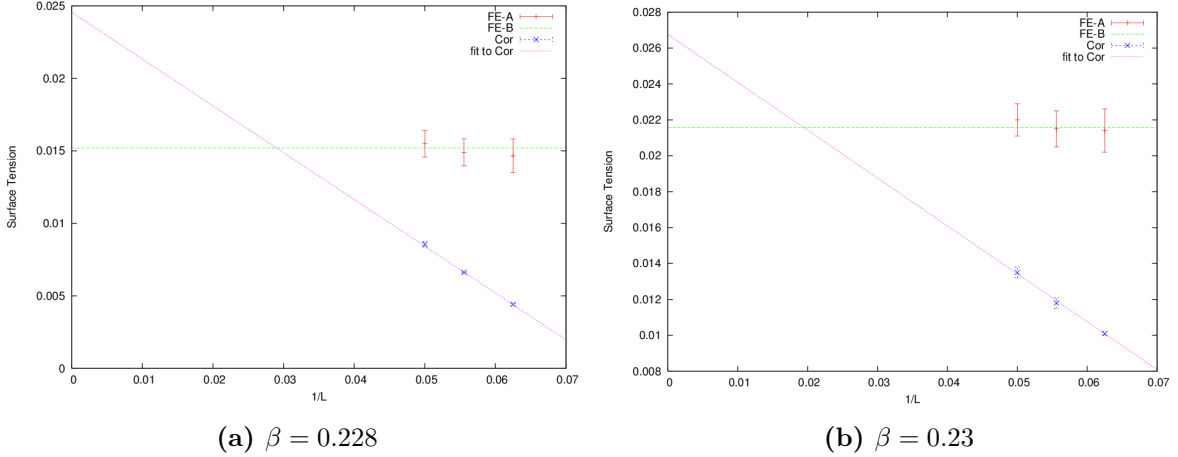 0.025
0.02
0.015
0.01
0.005
0
Surface Tension
FE-A
FE-B
Cor
fit to Cor
0 0.01 0.02 0.03 0.04 0.05 0.06 0.07
1/L
(a) β = 0.228
0.028
0.026
0.024
0.022
0.02
0.018
0.016
0.014
0.012
0.01
0.008
Surface Tension
FE-A
FE-B
Cor
fit to Cor
0 0.01 0.02 0.03 0.04 0.05 0.06 0.07
1/L
(b) β = 0.23